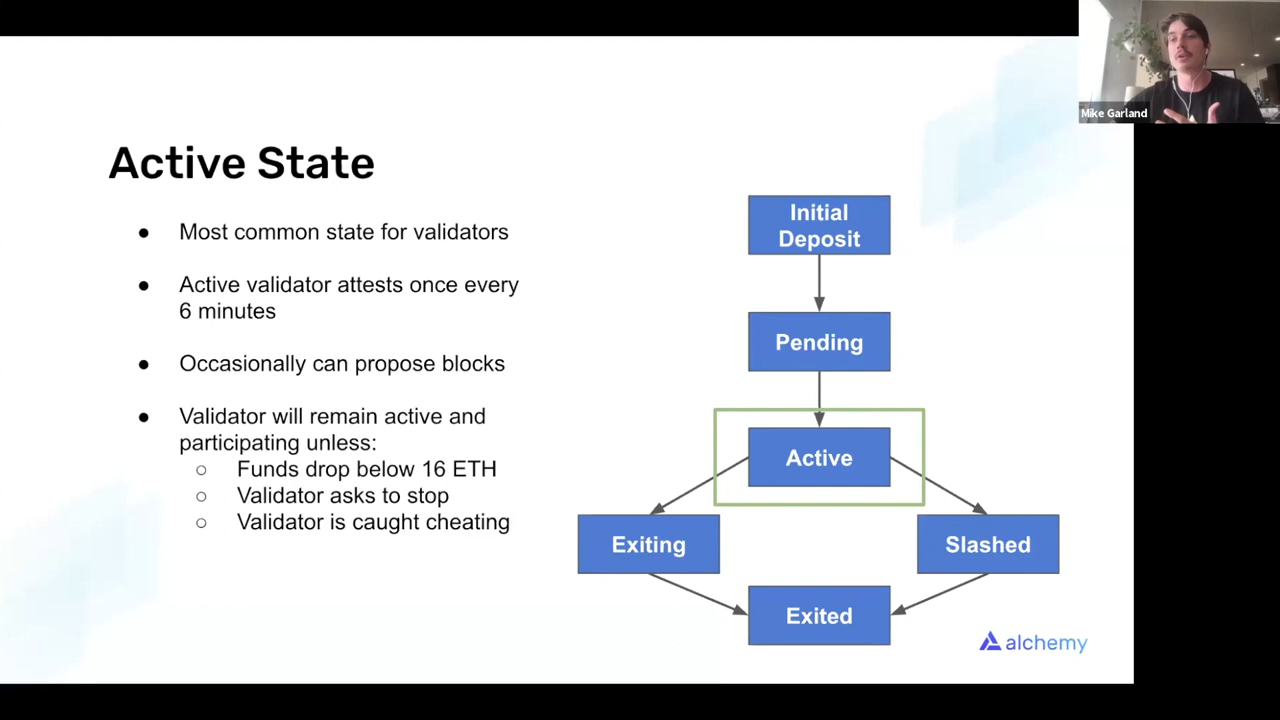 Mike Garland
Active State
● Most common state for validators
● Active validator attests once every
6 minutes
● Occasionally can propose blocks
● Validator will remain active and
participating unless:
○ Funds drop below 16 ETH
○ Validator asks to stop
○ Validator is caught cheating
Initial
Deposit
Pending
Active
Exiting
Slashed
Exited
alchemy